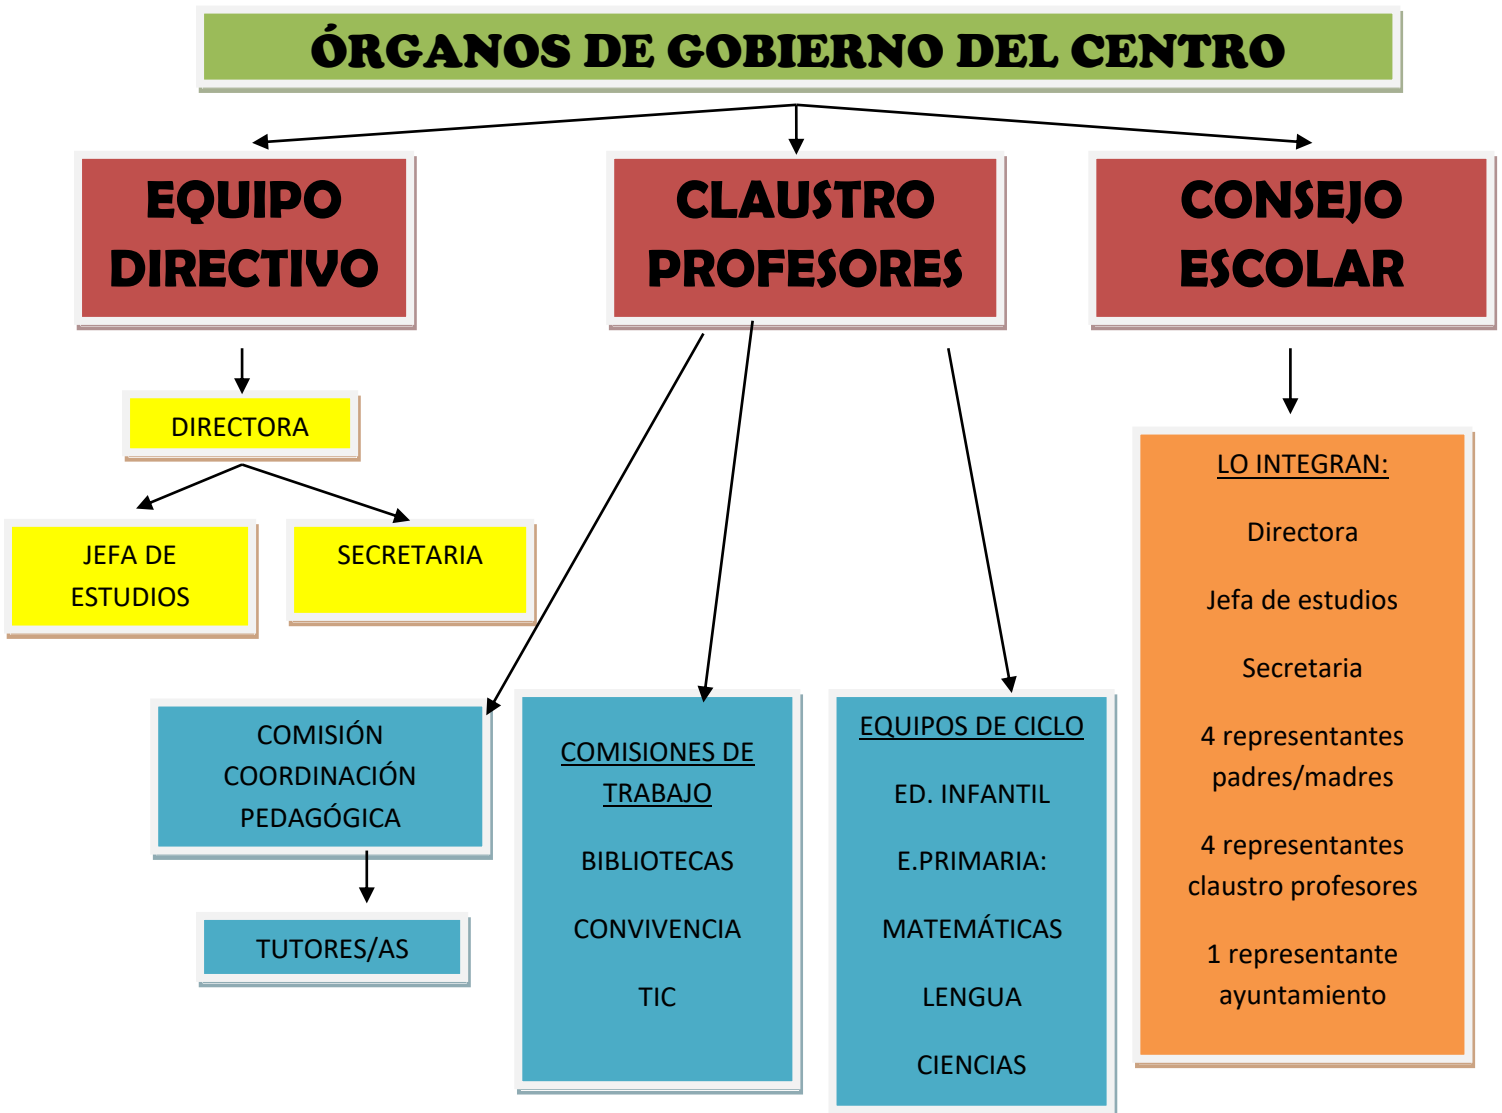 ÓRGANOS DE GOBIERNO DEL CENTRO
EQUIPO
DIRECTIVO
CLAUSTRO
PROFESORES
CONSEJO
ESCOLAR
DIRECTORA
JEFA DE
ESTUDIOS
SECRETARIA
COMISIÓN
COORDINACIÓN
PEDAGÓGICA
TUTORES/AS
COMISIONES DE
TRABAJO
BIBLIOTECAS
CONVIVENCIA
TIC
EQUIPOS DE CICLO
ED. INFANTIL
E.PRIMARIA:
MATEMÁTICAS
LENGUA
CIENCIAS
LO INTEGRAN:
Directora
Jefa de estudios
Secretaria
4 representantes
padres/madres
4 representantes
claustro profesores
1 representante
ayuntamiento